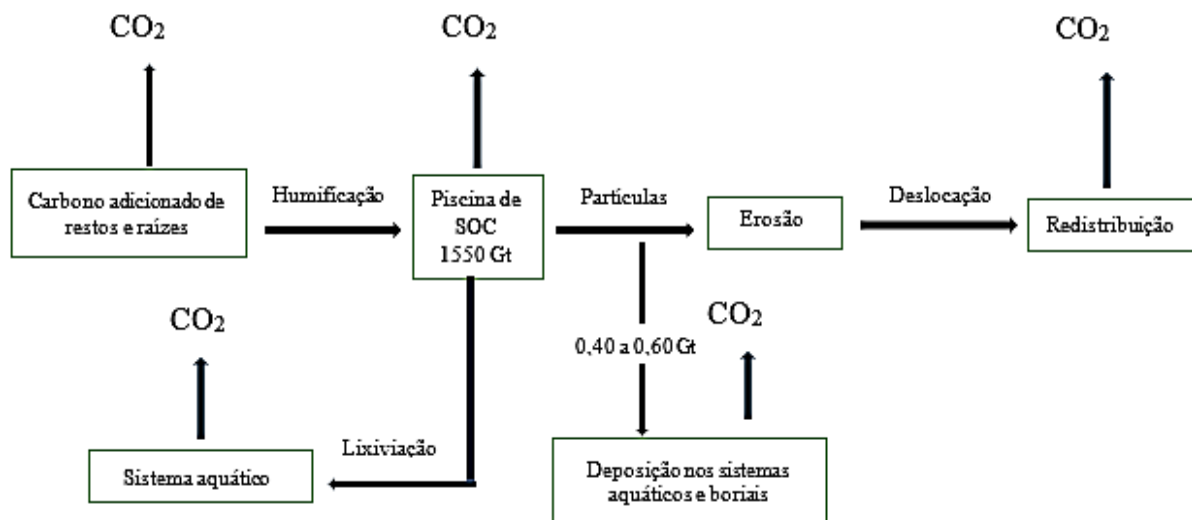 CO2
CO2
CO2
Carbono adicionado de
restos e raízes
Humificação
Piscina de
SOC
1550 Gt
Partículas
Erosão
Deslocação
Redistribuição
CO2
CO2
0,40 a 0,60 Gt
Lixiviação
Sistema aquático
Deposição nos sistemas
aquáticos e boriais